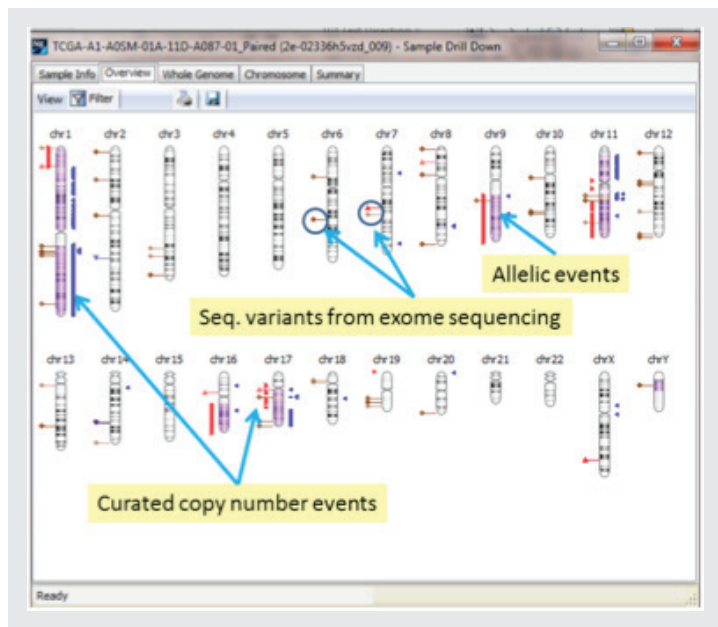 TCGA-A1-A0SM-01A-11D-A087-01_Paired (2e-02336h5vzd_009) - Sample Drill Down
Sample Info Overview Whole Genome Chromosome Summary
View Filter
chr1 chr2 chr3 chr4 chr5 chr6 chr7 chr8 chr9 chr10 chr11 chr12
Allelic events
Seq. variants from exome sequencing
chr13 chr14 chr15 chr16 chr17 chr18 chr19 chr20 chr21 chr22 chrX chrY
Curated copy number events
Ready